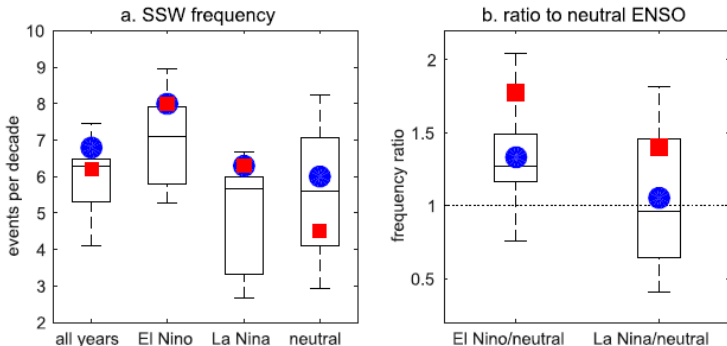 a. SSW frequency
events per decade
10
9
8
7
6
5
4
3
2
all years El Nino La Nina neutral
b. ratio to neutral ENSO
frequency ratio
2
1.5
1
0.5
El Nino/neutral La Nina/neutral